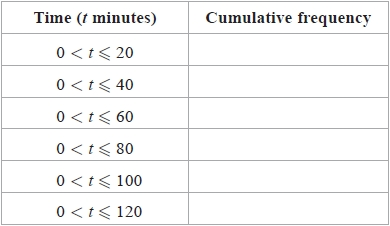 Time (t minutes) Cumulative frequency
0 < t ⩽ 20
0 < t ⩽ 40
0 < t ⩽ 60
0 < t ⩽ 80
0 < t ⩽ 100
0 < t ⩽ 120